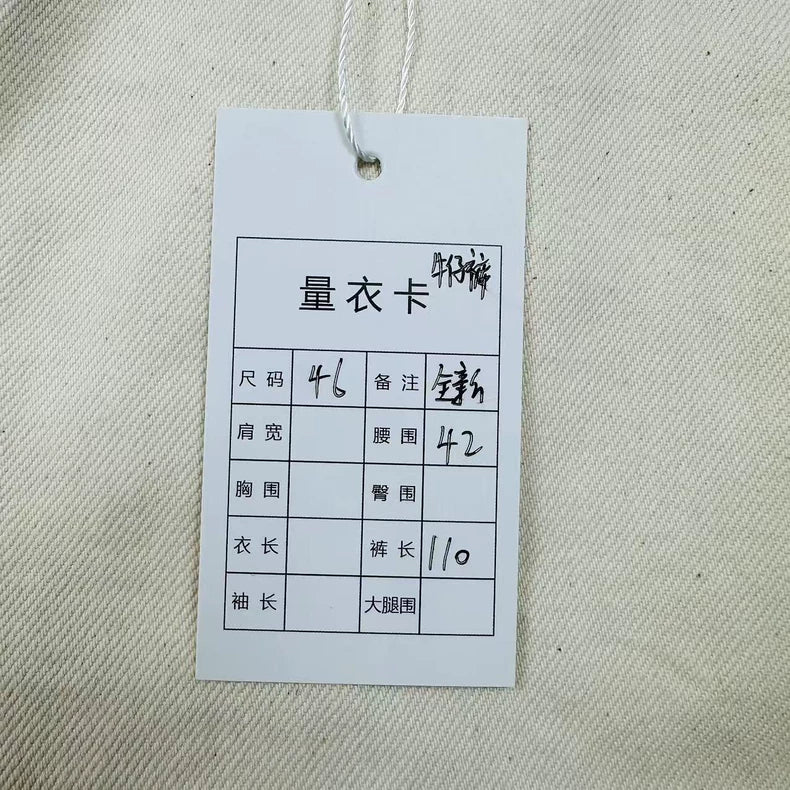 牛仔裤
量衣卡
尺码 46 备注 全新
肩宽 腰围 42
胸围 臀围
衣长 裤长 110
袖长 大腿围